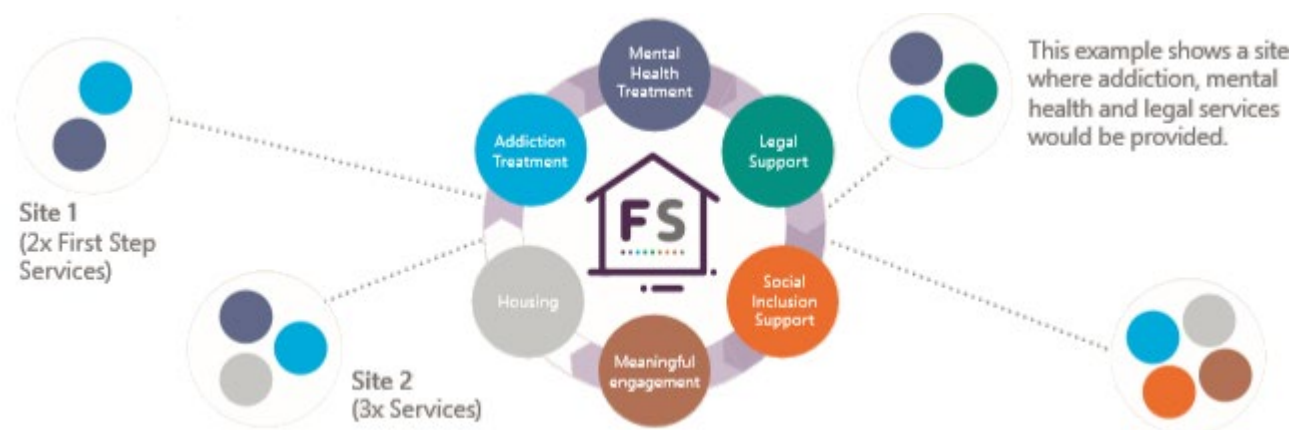 Mental
Health
Treatment
Addiction
Treatment
Legal
Support
FS
Housing
Social
Inclusion
Support
Meaningful
engagement
Site 1
(2x First Step
Services)
Site 2
(3x Services)
This example shows a site
where addiction, mental
health and legal services
would be provided.